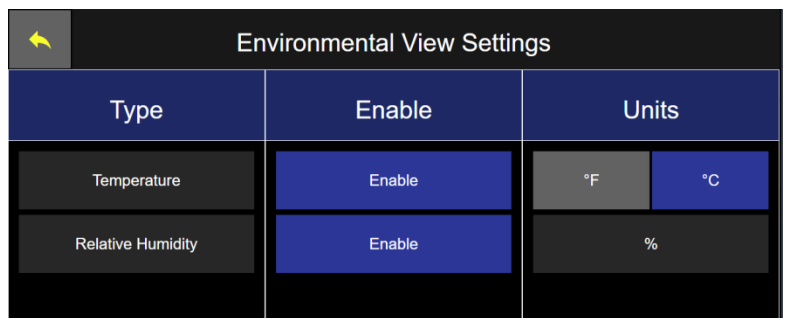 Environmental View Settings
Type Enable Units
Temperature Enable °F °C
Relative Humidity Enable %